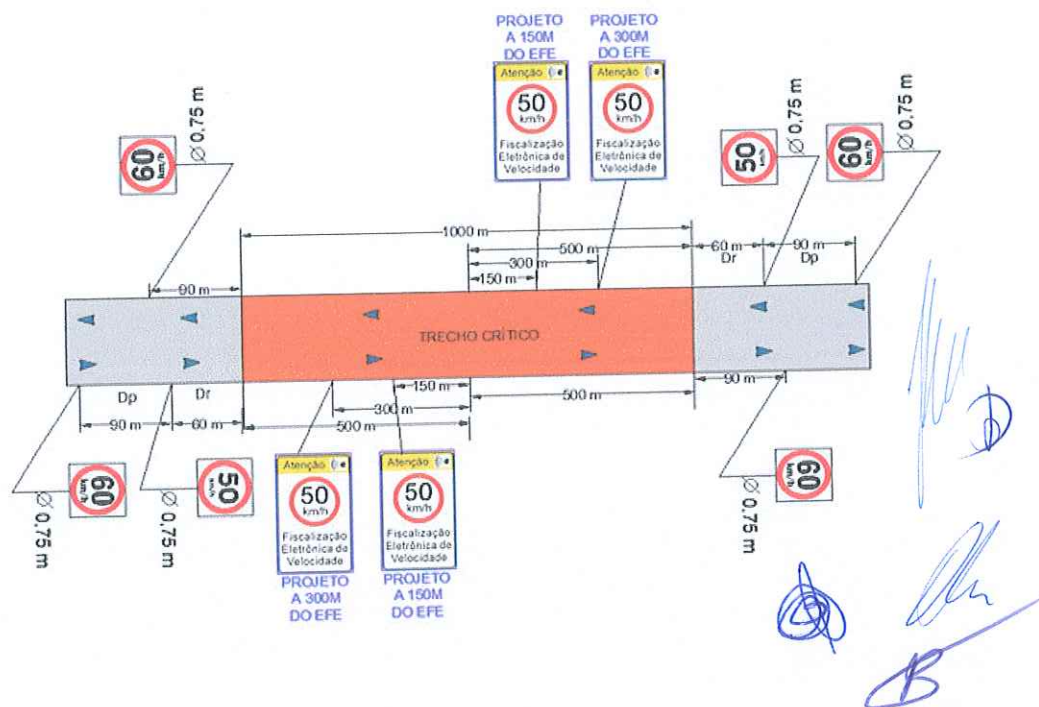 PROJETO
A 150M
DO EFE
PROJETO
A 300M
DO EFE
Atenção
50
km/h
Fiscalização
Eletrônica de
Velocidade
Atenção
50
km/h
Fiscalização
Eletrônica de
Velocidade
60
km/h
Ø 0,75 m
50
km/h
Ø 0,75 m
60
km/h
Ø 0,75 m
1000 m
500 m
300 m
150 m
60 m
Dr
90 m
Dp
90 m
TRECHO CRÍTICO
Dp
90 m
Dr
60 m
150 m
300 m
500 m
500 m
90 m
60
km/h
Ø 0,75 m
50
km/h
Ø 0,75 m
Atenção
50
km/h
Fiscalização
Eletrônica de
Velocidade
PROJETO
A 300M
DO EFE
Atenção
50
km/h
Fiscalização
Eletrônica de
Velocidade
PROJETO
A 150M
DO EFE
60
km/h
Ø 0,75 m